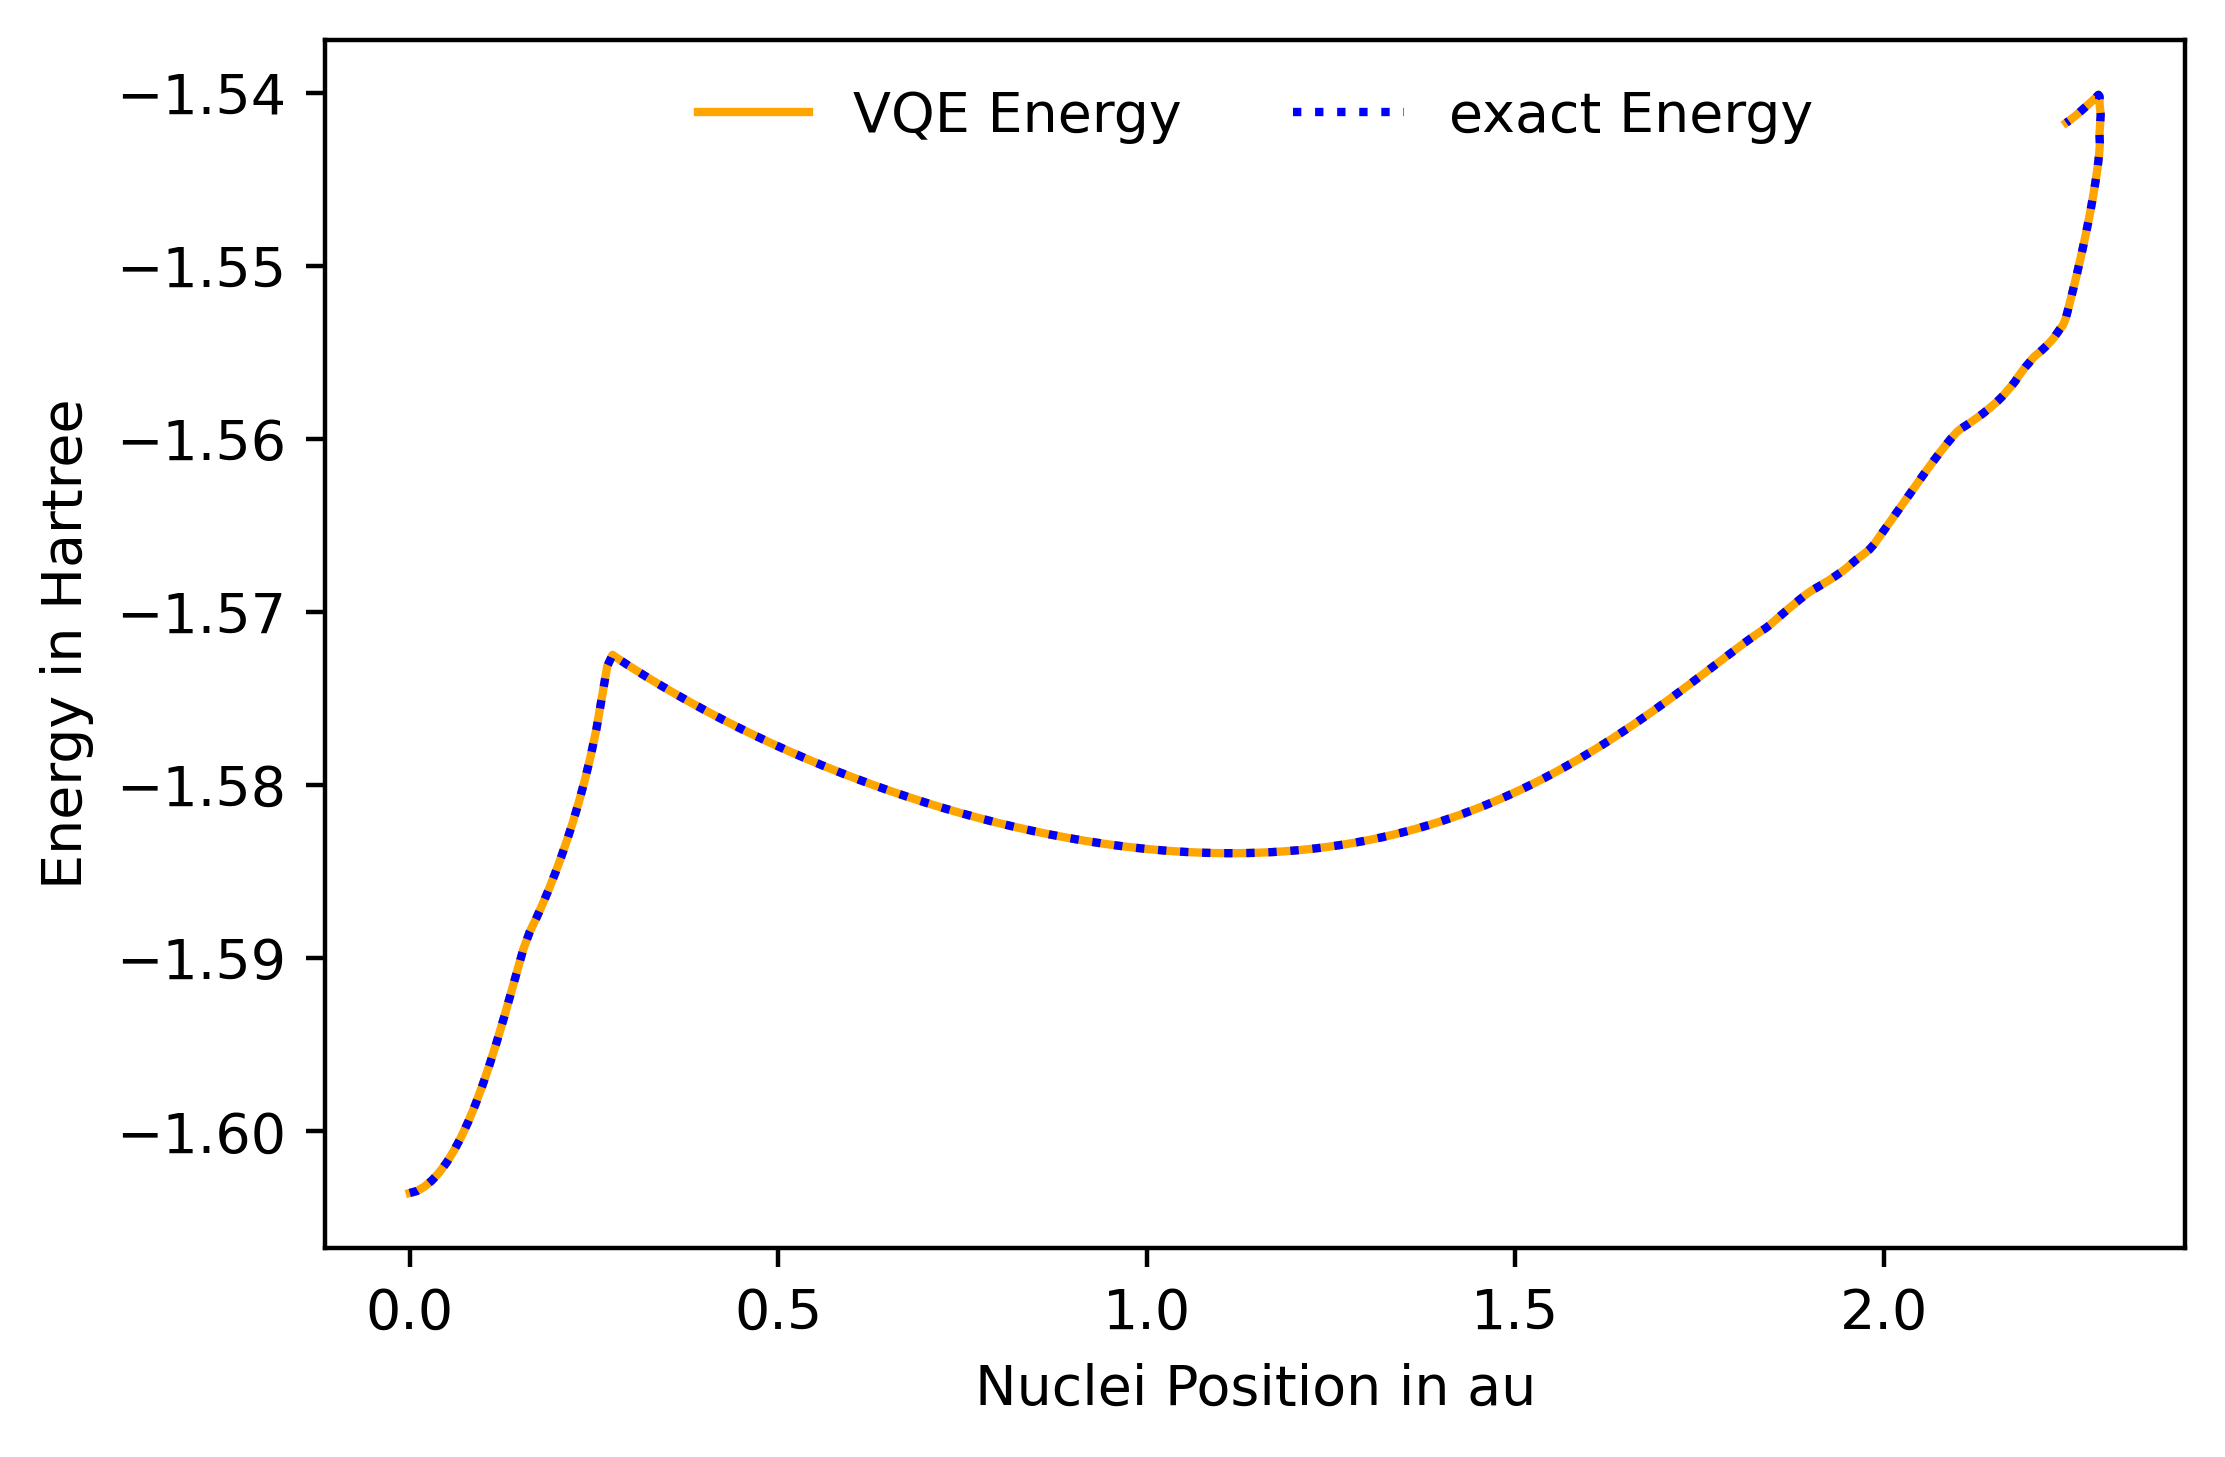 VQE Energy exact Energy
−1.54
−1.55
−1.56
−1.57
−1.58
−1.59
−1.60
Energy in Hartree
0.0 0.5 1.0 1.5 2.0
Nuclei Position in au